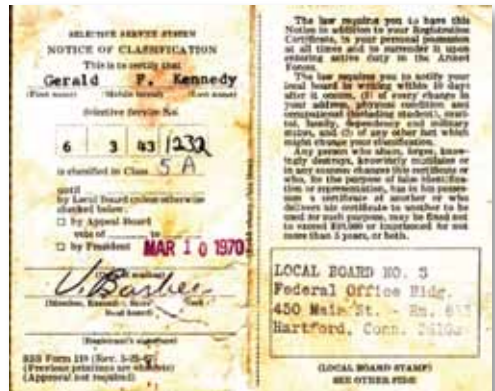 SELECTIVE SERVICE SYSTEM
NOTICE OF CLASSIFICATION
This is to certify that
Gerald F. Kennedy
(First name) (Middle initial) (Last name)
Selective Service No.
6 3 43 1232
is classified in Class 5A
until
by Local Board unless otherwise
checked below:
☐ by Appeal Board
vote of to
☐ by President MAR 10 1970
(Member, Local Board)
(Registrant's signature)
SSS Form 110 (Rev.
(Previous printings are obsolete)
(Approval not required)
The law requires you to have this
Notice in addition to your Registration
Certificate, in your personal possession
at all times and to surrender it upon
entering active duty in the Armed
Forces.
The law requires you to notify your
local board in writing within 10 days
after it occurs, (1) of every change in
your address, physical condition and
occupational (including student), mari-
tal, family, dependency and military
status, and (2) of any other fact which
might change your classification.
Any person who alters, forges, know-
ingly destroys, knowingly mutilates or
in any manner changes this certificate or
who, for the purpose of false identifica-
tion or representation, has in his posses-
sion a certificate of another or who
delivers his certificate to another to be
used for such purpose, may be fined not
to exceed $10,000 or imprisoned for not
more than 5 years, or both.
LOCAL BOARD NO. 3
Federal Office Bldg.
450 Main St. - Rm.
Hartford, Conn.
(LOCAL BOARD STAMP)
SEE OTHER SIDE